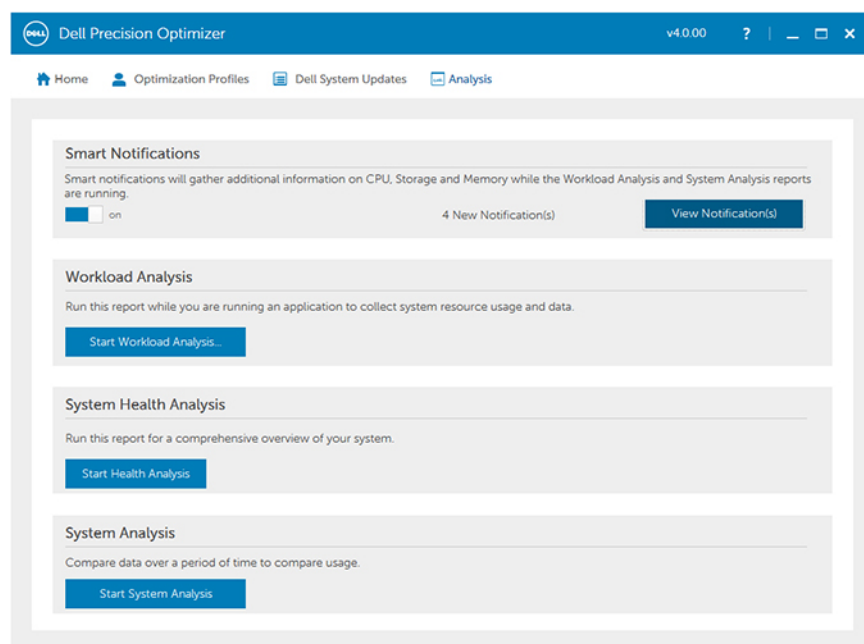 DELL Dell Precision Optimizer v4.0.00 ?
Home Optimization Profiles Dell System Updates Analysis
Smart Notifications
Smart notifications will gather additional information on CPU, Storage and Memory while the Workload Analysis and System Analysis reports
are running.
on 4 New Notification(s) View Notification(s)
Workload Analysis
Run this report while you are running an application to collect system resource usage and data.
Start Workload Analysis...
System Health Analysis
Run this report for a comprehensive overview of your system.
Start Health Analysis
System Analysis
Compare data over a period of time to compare usage.
Start System Analysis